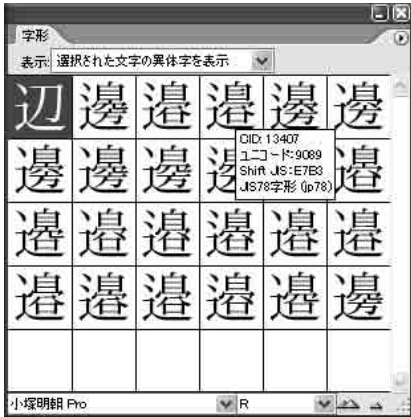 字形
表示: 選択された文字の異体字を表示
辺邊邉邉邊邊
CID: 13407
ユニコード: 9089
Shift JIS: E7B3
JIS78字形 (jp78)
邊邊邊邉
邉邉邉邉邉邉
邉邉邉邉邉邊
小塚明朝 Pro R